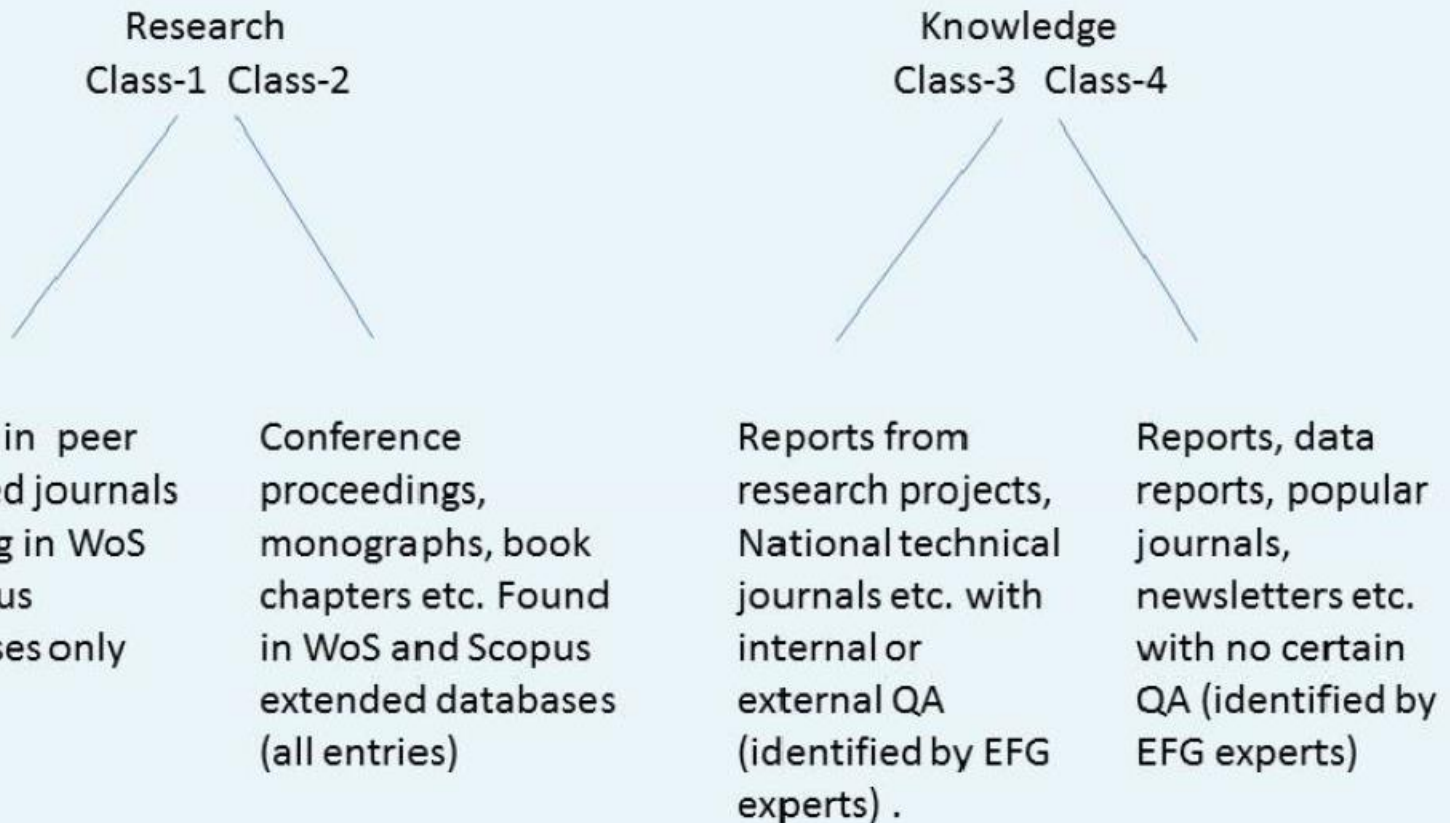 Research
Class-1 Class-2
Knowledge
Class-3 Class-4
in peer
ed journals
g in WoS
us
ses only
Conference
proceedings,
monographs, book
chapters etc. Found
in WoS and Scopus
extended databases
(all entries)
Reports from
research projects,
National technical
journals etc. with
internal or
external QA
(identified by EFG
experts) .
Reports, data
reports, popular
journals,
newsletters etc.
with no certain
QA (identified by
EFG experts)